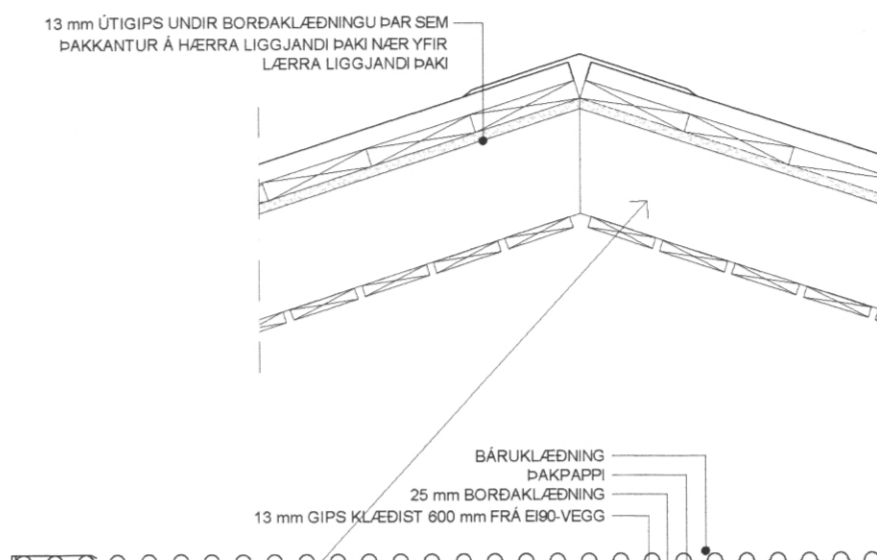 13 mm ÚTIGIPS UNDIR BORÐAKLÆÐNINGU ÞAR SEM
ÞAKKANTUR Á HÆRRA LIGGJANDI ÞAKI NÆR YFIR
LÆRRA LIGGJANDI ÞAKI
BÁRUKLÆÐNING
ÞAKPAPPI
25 mm BORÐAKLÆÐNING
13 mm GIPS KLÆÐIST 600 mm FRÁ EI90-VEGG